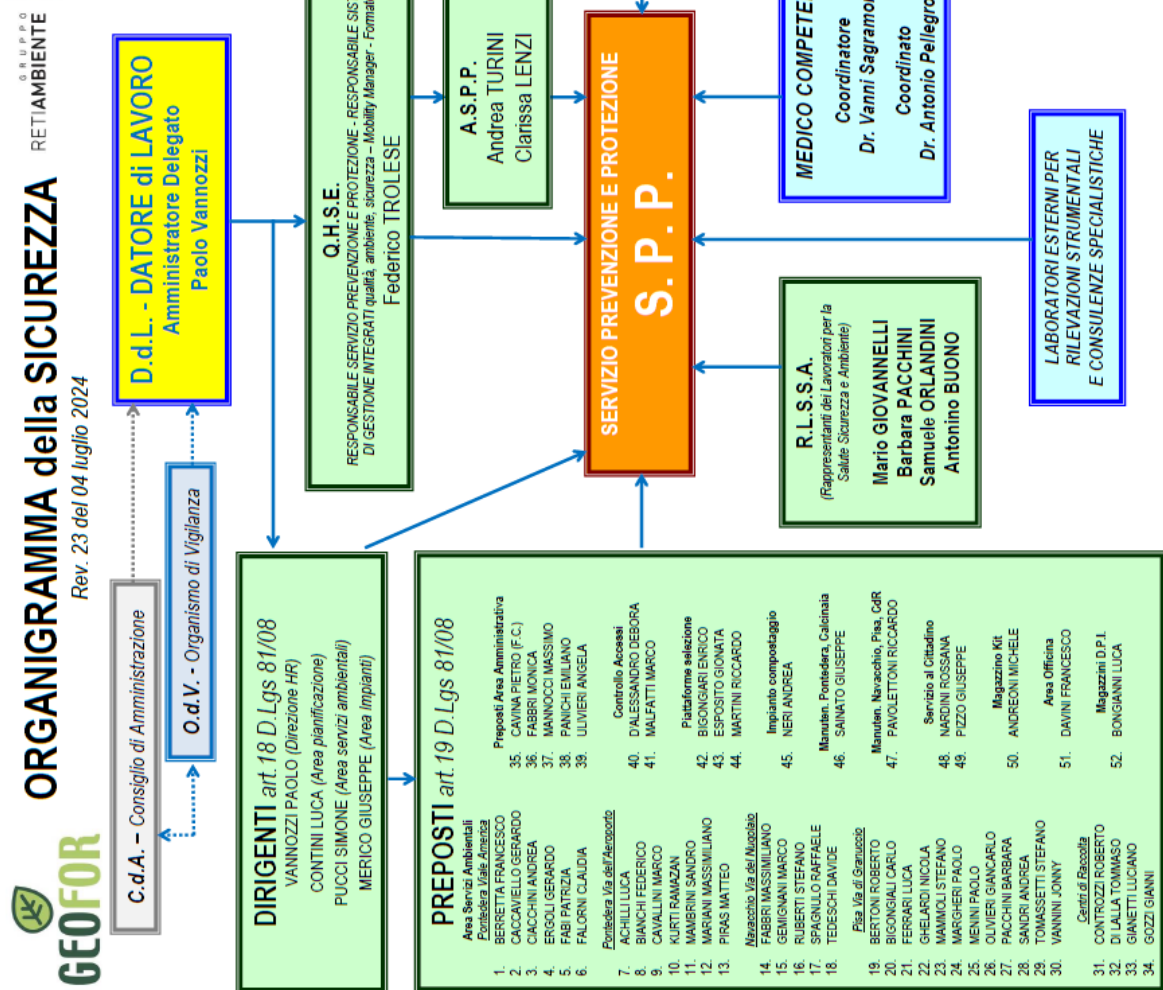 GEOFOR
ORGANIGRAMMA della SICUREZZA
Rev. 23 del 04 luglio 2024
GRUPPO
RETIAMBIENTE
C.d.A. – Consiglio di Amministrazione
O.d.V. - Organismo di Vigilanza
D.d.L. - DATORE di LAVORO
Amministratore Delegato
Paolo Vannozzi
DIRIGENTI art.18 D.Lgs 81/08
VANNOZZI PAOLO (Direzione HR)
CONTINI LUCA (Area pianificazione)
PUCCI SIMONE (Area servizi ambientali)
MERICO GIUSEPPE (Area Impianti)
Q.H.S.E.
RESPONSABILE SERVIZIO PREVENZIONE E PROTEZIONE - RESPONSABILE SIST
DI GESTIONE INTEGRATI qualità, ambiente, sicurezza – Mobility Manager - Formato
Federico TROLESE
A.S.P.P.
Andrea TURINI
Clarissa LENZI
PREPOSTI art.19 D.Lgs 81/08
Area Servizi Ambientali
Pontedera Viale America
1. BERRETTA FRANCESCO
2. CACCAVIELLO GERARDO
3. CIACCHINI ANDREA
4. ERGOLI GERARDO
5. FABI PATRIZIA
6. FALORNI CLAUDIA
Pontedera Via dell'Aeroporto
7. ACHILLI LUCA
8. BIANCHI FEDERICO
9. CAVALLINI MARCO
10. KURTI RAMAZAN
11. MAMBRINI SANDRO
12. MARIANI MASSIMILIANO
13. PIRAS MATTEO
Navacchio Via del Nugolaio
14. FABBRI MASSIMILIANO
15. GEMIGNANI MARCO
16. RUBERTI STEFANO
17. SPAGNULO RAFFAELE
18. TEDESCHI DAVIDE
Pisa Via di Granuccio
19. BERTONI ROBERTO
20. BIGONGIALI CARLO
21. FERRARI LUCA
22. GHELARDI NICOLA
23. MAMMOLI STEFANO
24. MARGHERI PAOLO
25. MEINI PAOLO
26. OLIVIERI GIANCARLO
27. PACCHINI BARBARA
28. SANDRI ANDREA
29. TOMASSETTI STEFANO
30. VANNINI JONNY
Centri di Raccolta
31. CONTROZZI ROBERTO
32. DI LALLA TOMMASO
33. GIANETTI LUCIANO
34. GOZZI GIANNI
Preposti Area Amministrativa
35. CAVINA PIETRO (F.C.)
36. FABBRI MONICA
37. MANNOCCI MASSIMO
38. PANICHI EMILIANO
39. ULIVIERI ANGELA
Controllo Accessi
40. D'ALESSANDRO DEBORA
41. MALFATTI MARCO
Piattaforme selezione
42. BIGONGIARI ENRICO
43. ESPOSITO GIONATA
44. MARTINI RICCARDO
Impianto compostaggio
45. NERI ANDREA
Manuten. Pontedera, Calcinaia
46. SAINATO GIUSEPPE
Manuten. Navacchio, Pisa, CdR
47. PAVOLETTONI RICCARDO
Servizio al Cittadino
48. NARDINI ROSSANA
49. PIZZO GIUSEPPE
Magazzino Kit
50. ANDREONI MICHELE
Area Officina
51. DAVINI FRANCESCO
Magazzini D.P.I.
52. BONGIANNI LUCA
SERVIZIO PREVENZIONE E PROTEZIONE
S. P. P.
R.L.S.S.A.
(Rappresentanti dei Lavoratori per la
Salute Sicurezza e Ambiente)
Mario GIOVANNELLI
Barbara PACCHINI
Samuele ORLANDINI
Antonino BUONO
MEDICO COMPETE
Coordinatore
Dr. Vanni Sagramon
Coordinato
Dr. Antonio Pellegro
LABORATORI ESTERNI PER
RILEVAZIONI STRUMENTALI
E CONSULENZE SPECIALISTICHE